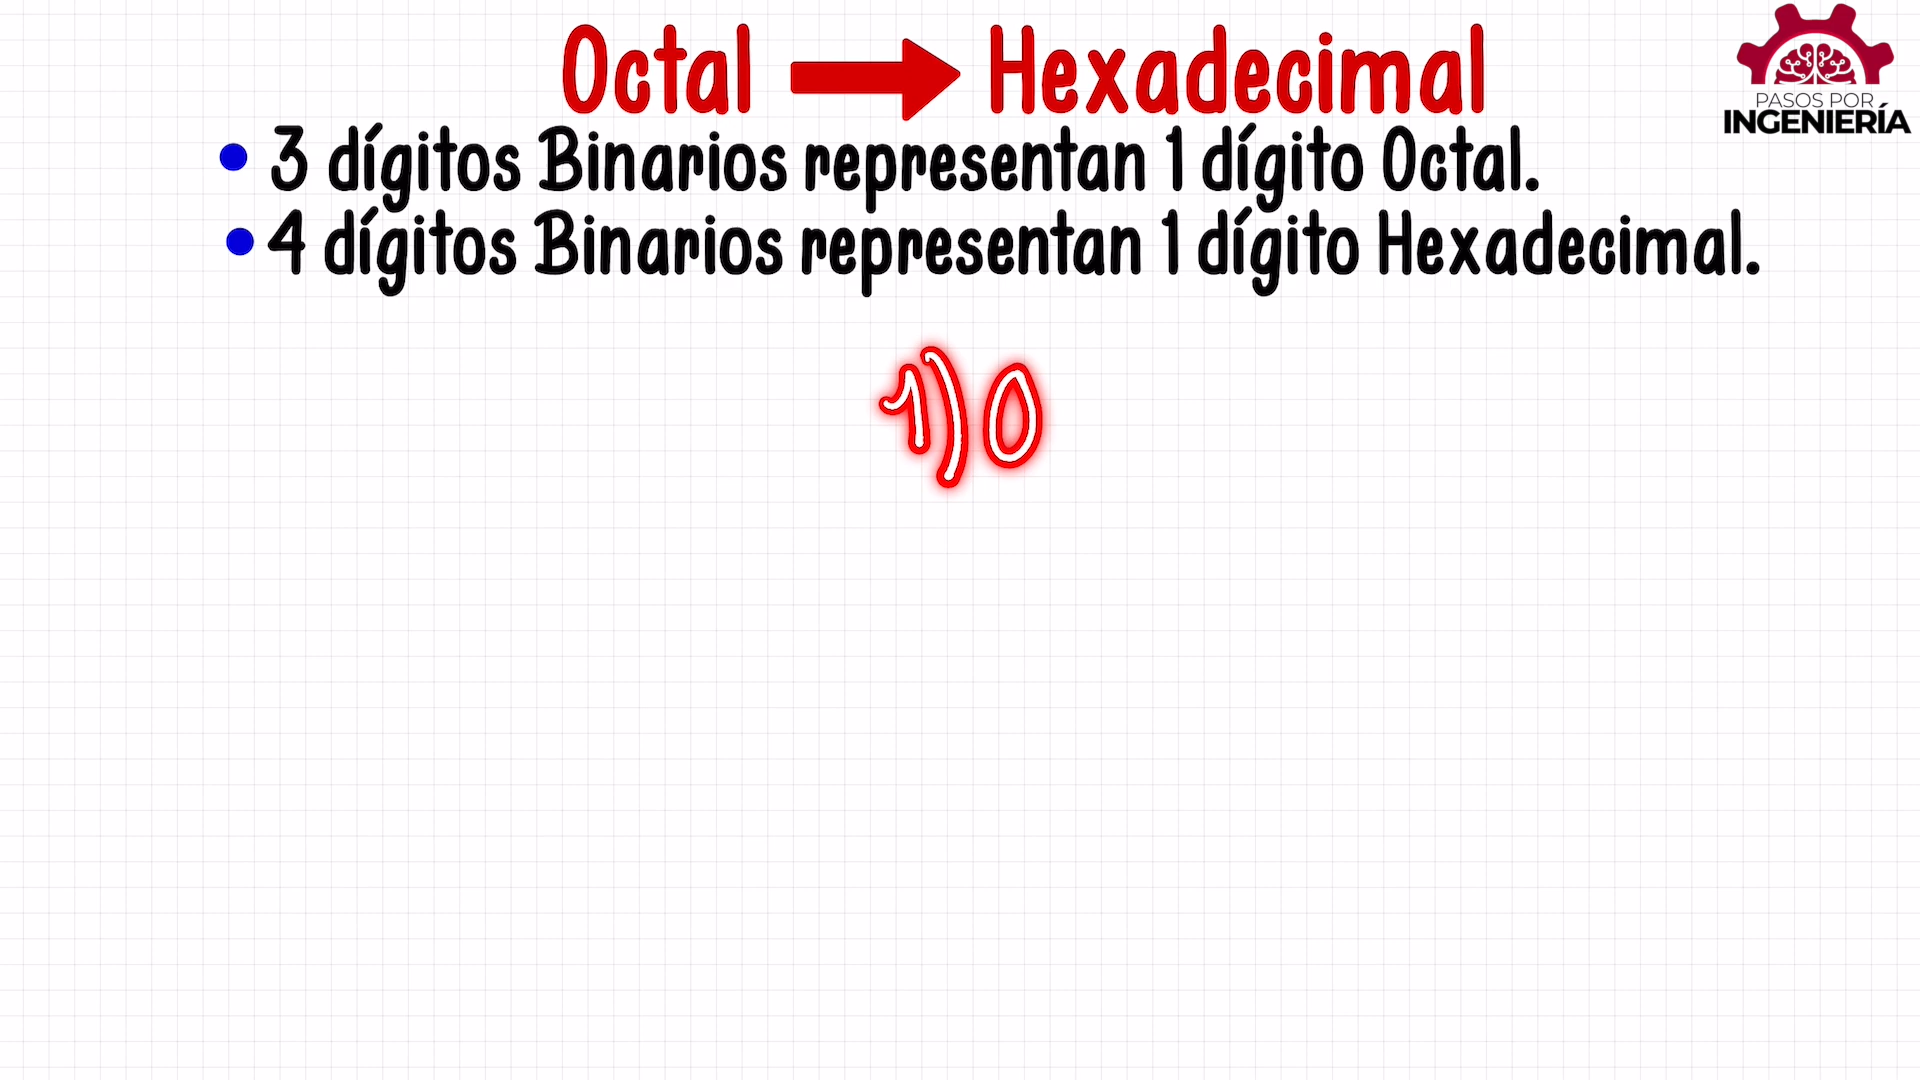 Octal → Hexadecimal
PASOS POR
INGENIERÍA
• 3 dígitos Binarios representan 1 dígito Octal.
• 4 dígitos Binarios representan 1 dígito Hexadecimal.
1) 0